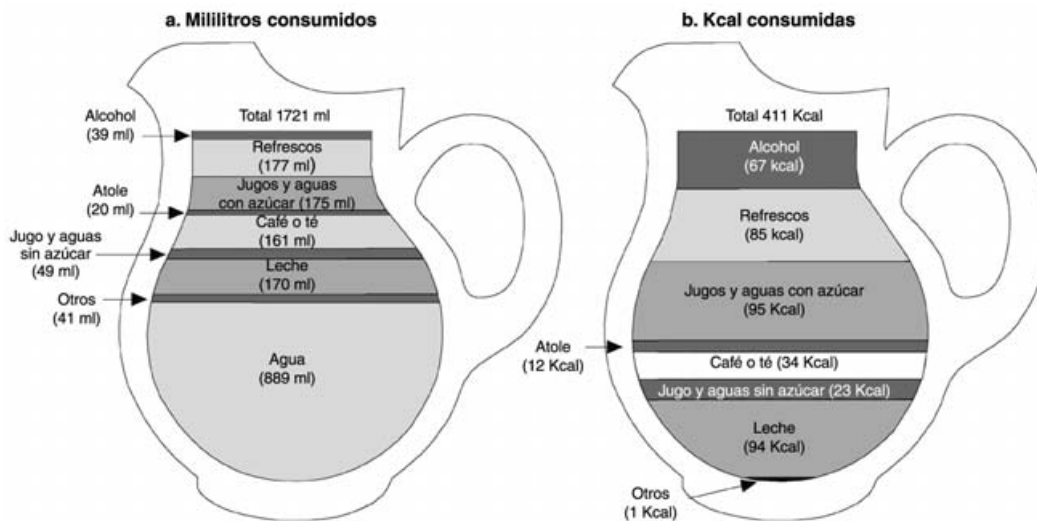 a. Mililitros consumidos
Total 1721 ml
Alcohol
(39 ml)
Refrescos
(177 ml)
Jugos y aguas
con azúcar (175 ml)
Atole
(20 ml)
Café o té
(161 ml)
Jugo y aguas
sin azúcar
(49 ml)
Leche
(170 ml)
Otros
(41 ml)
Agua
(889 ml)
b. Kcal consumidas
Total 411 Kcal
Alcohol
(67 kcal)
Refrescos
(85 kcal)
Jugos y aguas con azúcar
(95 Kcal)
Atole
(12 Kcal)
Café o té (34 Kcal)
Jugo y aguas sin azúcar (23 Kcal)
Leche
(94 Kcal)
Otros
(1 Kcal)